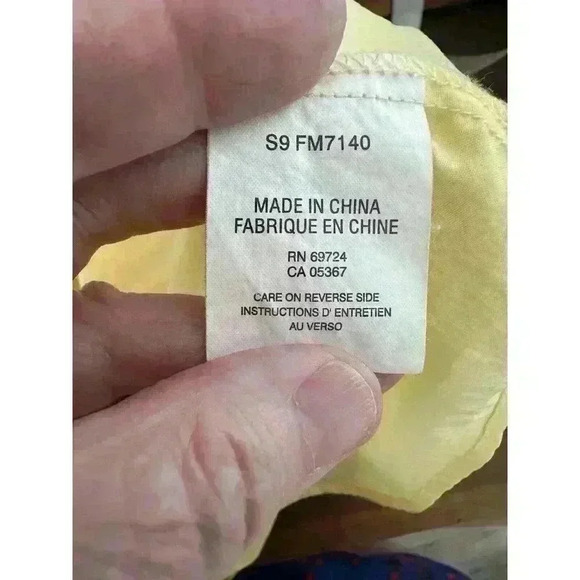 S9 FM7140
MADE IN CHINA
FABRIQUE EN CHINE
RN 69724
CA 05367
CARE ON REVERSE SIDE
INSTRUCTIONS D' ENTRETIEN
AU VERSO